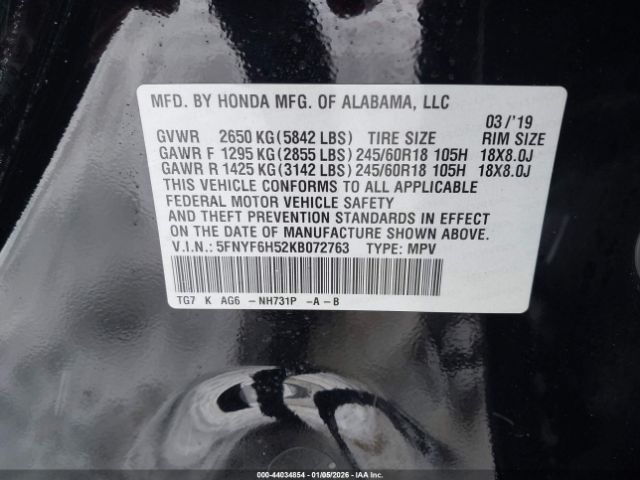 MFD. BY HONDA MFG. OF ALABAMA, LLC
03/'19
GVWR 2650 KG(5842 LBS) TIRE SIZE RIM SIZE
GAWR F 1295 KG(2855 LBS) 245/60R18 105H 18X8.0J
GAWR R 1425 KG(3142 LBS) 245/60R18 105H 18X8.0J
THIS VEHICLE CONFORMS TO ALL APPLICABLE
FEDERAL MOTOR VEHICLE SAFETY
AND THEFT PREVENTION STANDARDS IN EFFECT
ON THE DATE OF MANUFACTURE SHOWN ABOVE.
V.I.N.: 5FNYF6H52KB072763 TYPE: MPV
TG7 K AG6 -NH731P -A-B
000-44034854 | 01/05/2026 - IAA Inc.